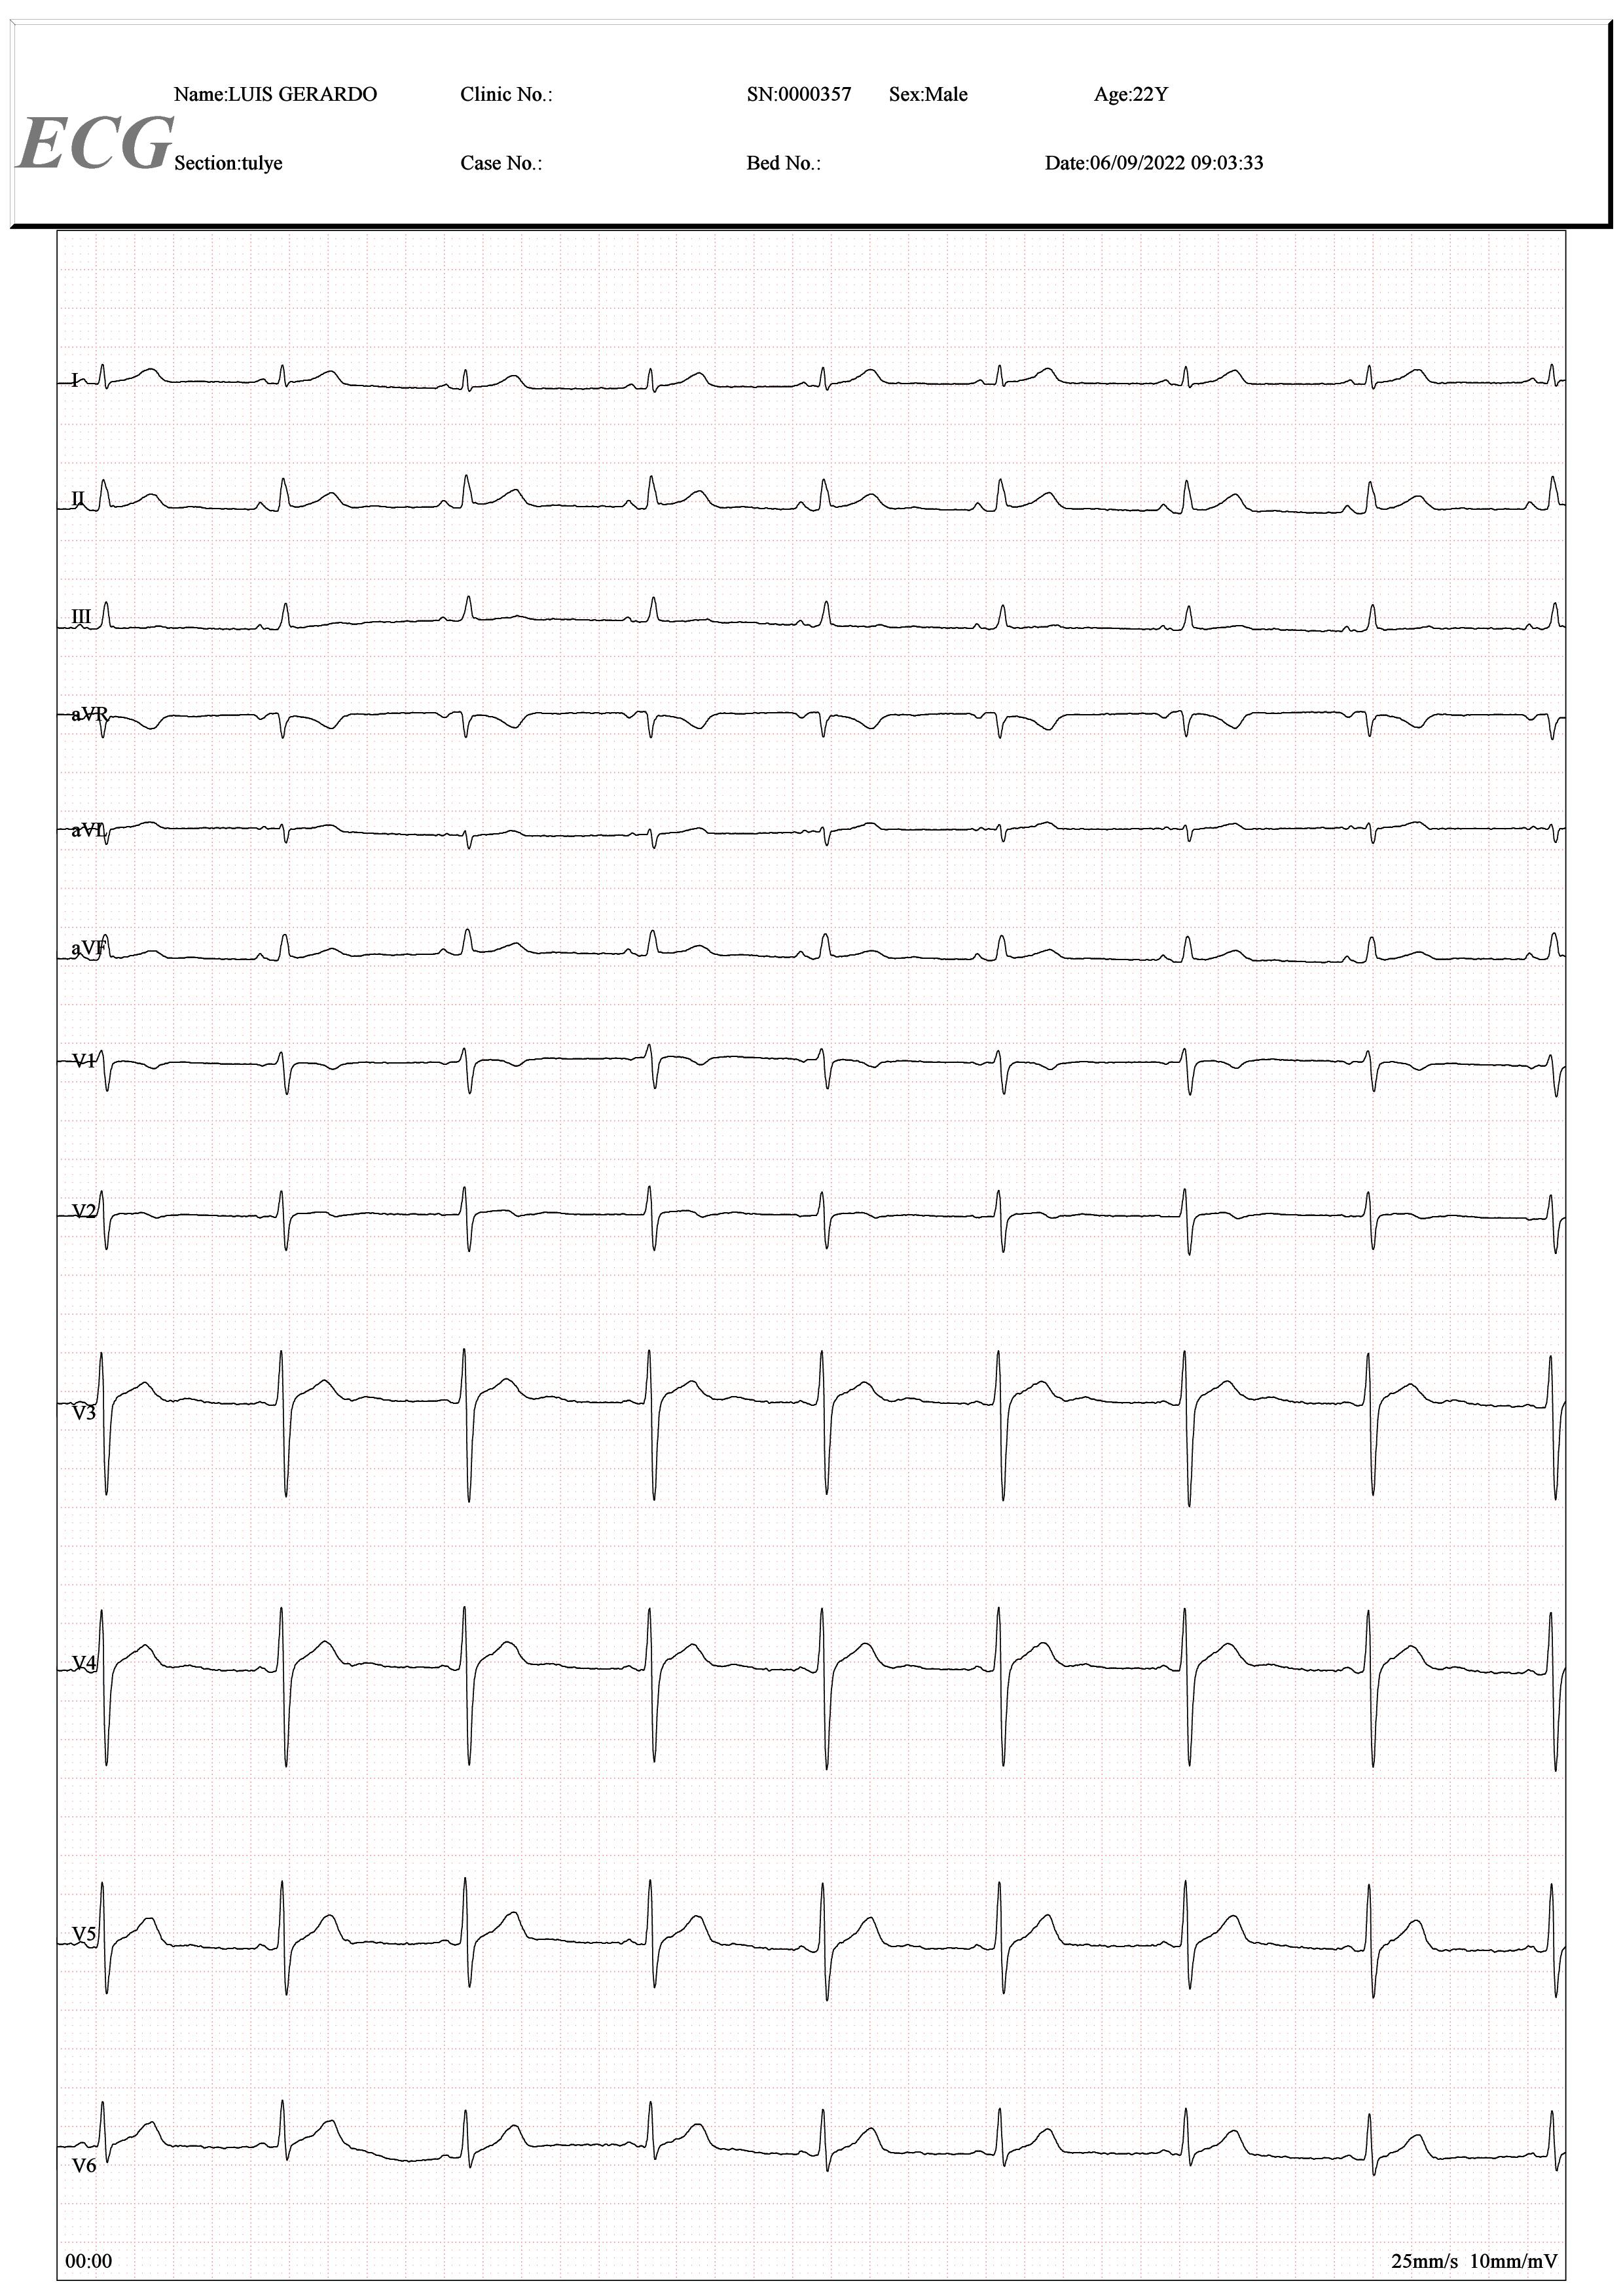 Name:LUIS GERARDO Clinic No.: SN:0000357 Sex:Male Age:22Y
ECG
Section:tulye Case No.: Bed No.: Date:06/09/2022 09:03:33
I
II
III
aVR
aVL
aVF
V1
V2
V3
V4
V5
V6
00:00 25mm/s 10mm/mV